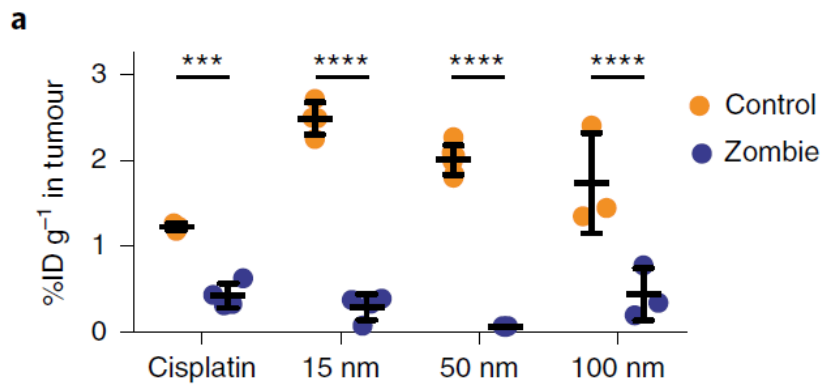 a
*** **** **** ****
3
2
1
0
%ID g⁻¹ in tumour
Control
Zombie
Cisplatin 15 nm 50 nm 100 nm